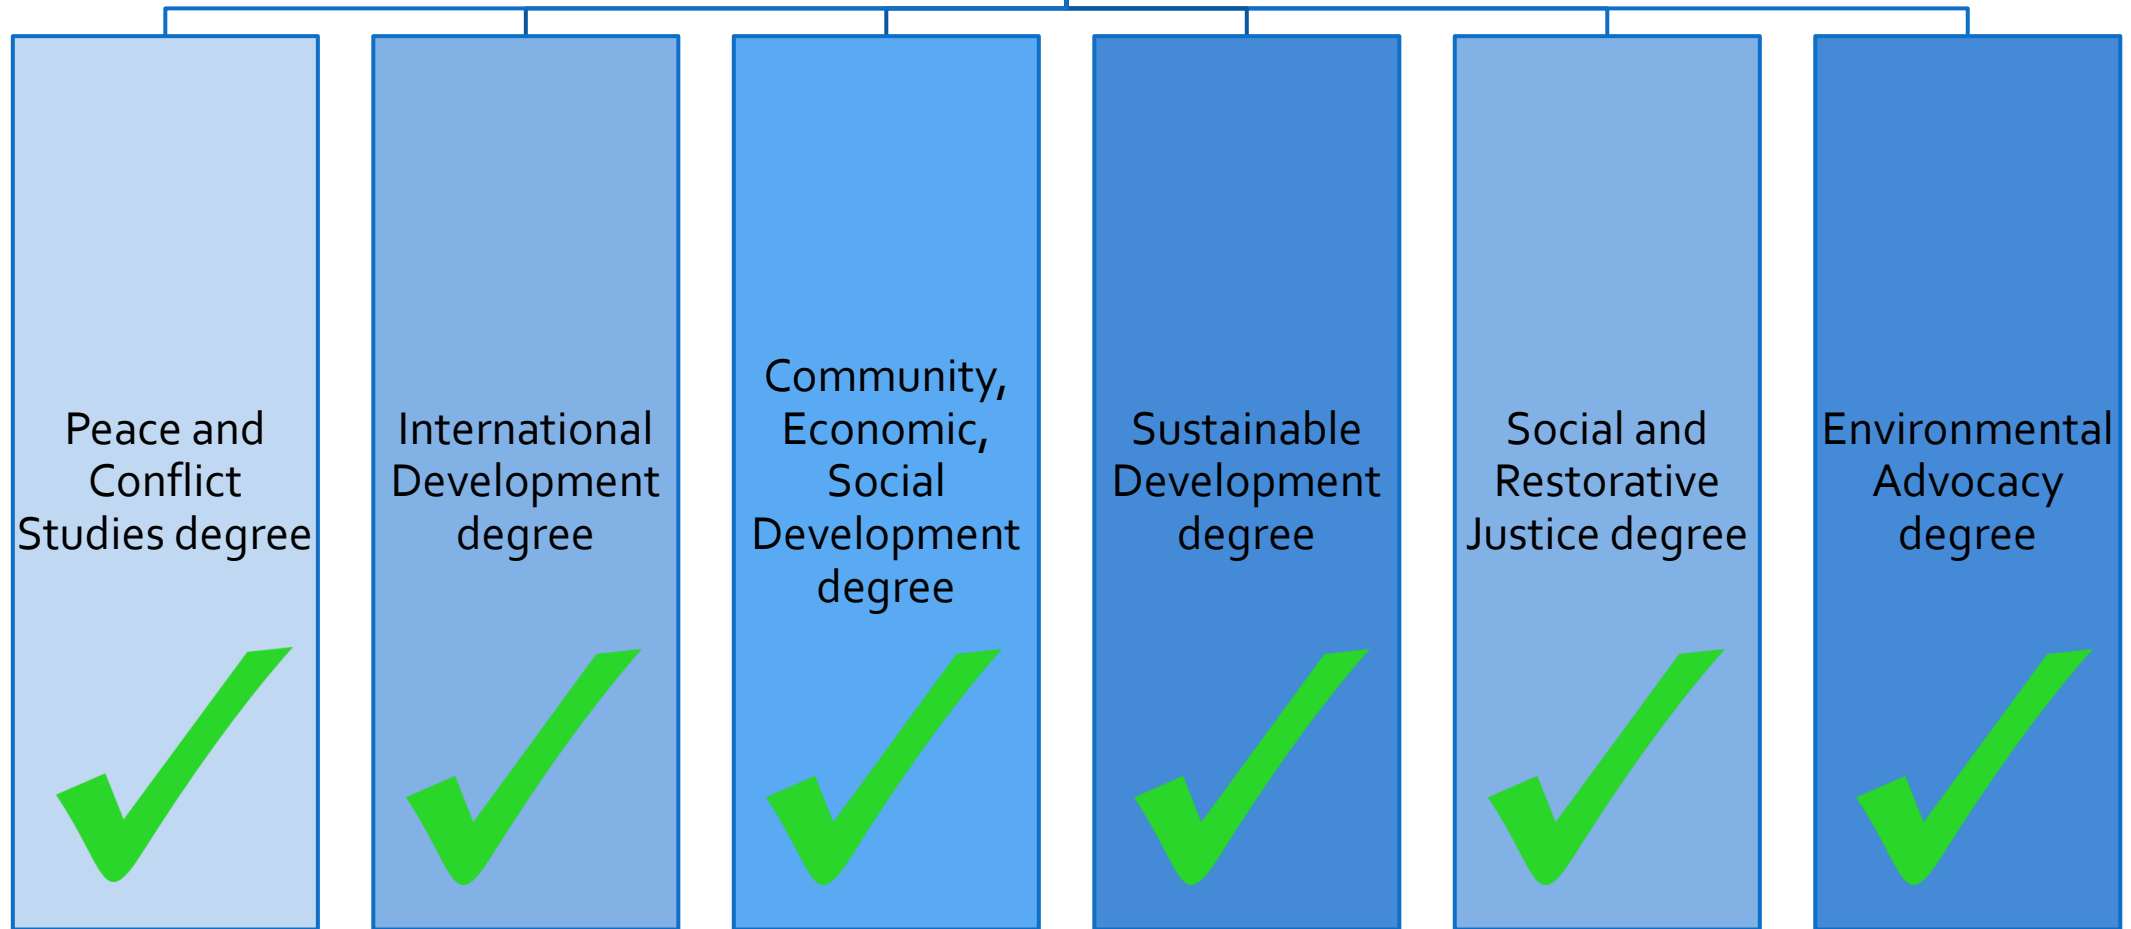 Peace and
Conflict
Studies degree
International
Development
degree
Community,
Economic,
Social
Development
degree
Sustainable
Development
degree
Social and
Restorative
Justice degree
Environmental
Advocacy
degree